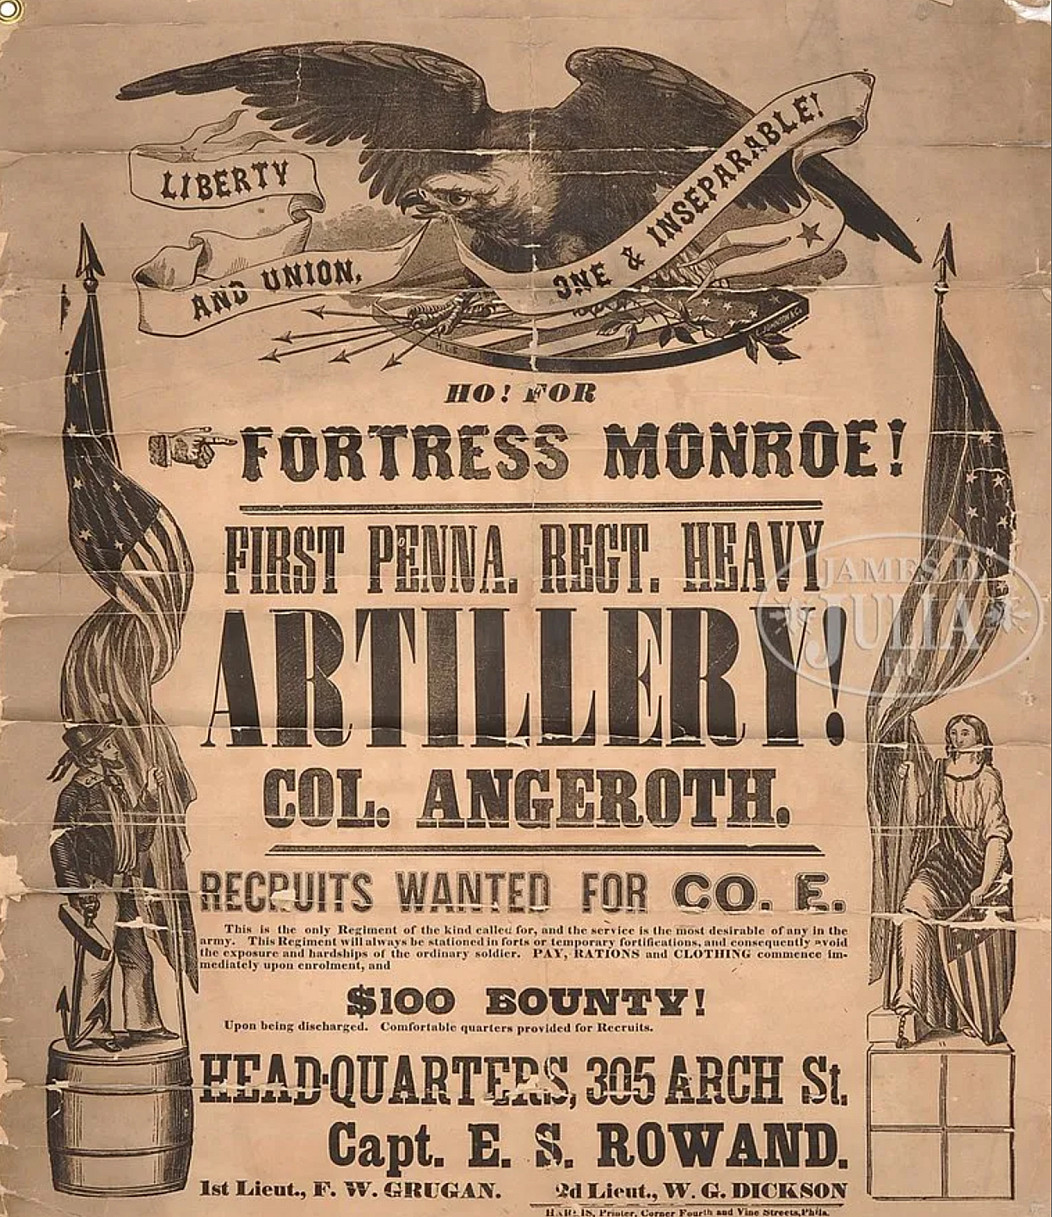 LIBERTY
AND UNION,
ONE & INSEPARABLE!
H.L.S.
L. JOHNSON & Co.
HO! FOR
FORTRESS MONROE!
FIRST PENNA. REGT. HEAVY
ARTILLERY!
COL. ANGEROTH.
RECRUITS WANTED FOR CO. E.
This is the only Regiment of the kind called for, and the service is the most desirable of any in the
army. This Regiment will always be stationed in forts or temporary fortifications, and consequently avoid
the exposure and hardships of the ordinary soldier. PAY, RATIONS and CLOTHING commence im-
mediately upon enrolment, and
$100 BOUNTY!
Upon being discharged. Comfortable quarters provided for Recruits.
HEAD-QUARTERS, 305 ARCH St.
Capt. E. S. ROWAND.
1st Lieut., F. W. GRUGAN. 2d Lieut., W. G. DICKSON
Printer, Corner Fourth and Vine Streets, Phila.
JAMES D.
JULIA